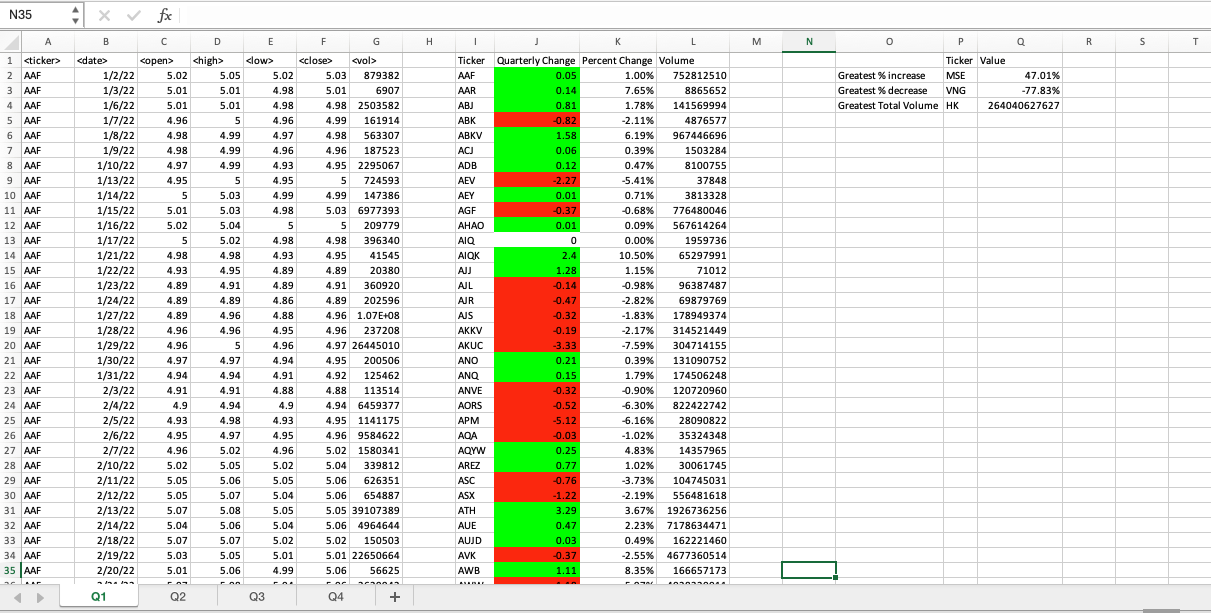 N35 fx
A B C D E F G H I J K L M N O P Q R S T
1 <ticker> <date> <open> <high> <low> <close> <vol> Ticker Quarterly Change Percent Change Volume Ticker Value
2 AAF 1/2/22 5.02 5.05 5.02 5.03 879382 AAF 0.05 1.00% 752812510 Greatest % increase MSE 47.01%
3 AAF 1/3/22 5.01 5.01 4.98 5.01 6907 AAR 0.14 7.65% 8865652 Greatest % decrease VNG -77.83%
4 AAF 1/6/22 5.01 5.01 4.98 4.98 2503582 ABJ 0.81 1.78% 141569994 Greatest Total Volume HK 264040627627
5 AAF 1/7/22 4.96 5 4.96 4.99 161914 ABK -0.82 -2.11% 4876577
6 AAF 1/8/22 4.98 4.99 4.97 4.98 563307 ABKV 1.58 6.19% 967446696
7 AAF 1/9/22 4.98 4.99 4.96 4.96 187523 ACJ 0.06 0.39% 1503284
8 AAF 1/10/22 4.97 4.99 4.93 4.95 2295067 ADB 0.12 0.47% 8100755
9 AAF 1/13/22 4.95 5 4.95 5 724593 AEV -2.27 -5.41% 37848
10 AAF 1/14/22 5 5.03 4.99 4.99 147386 AEY 0.01 0.71% 3813328
11 AAF 1/15/22 5.01 5.03 4.98 5.03 6977393 AGF -0.37 -0.68% 776480046
12 AAF 1/16/22 5.02 5.04 5 5 209779 AHAO 0.01 0.09% 567614264
13 AAF 1/17/22 5 5.02 4.98 4.98 396340 AIQ 0 0.00% 1959736
14 AAF 1/21/22 4.98 4.98 4.93 4.95 41545 AIQK 2.4 10.50% 65297991
15 AAF 1/22/22 4.93 4.95 4.89 4.89 20380 AJJ 1.28 1.15% 71012
16 AAF 1/23/22 4.89 4.91 4.89 4.91 360920 AJL -0.14 -0.98% 96387487
17 AAF 1/24/22 4.89 4.89 4.86 4.89 202596 AJR -0.47 -2.82% 69879769
18 AAF 1/27/22 4.89 4.96 4.88 4.96 1.07E+08 AJS -0.32 -1.83% 178949374
19 AAF 1/28/22 4.96 4.96 4.95 4.96 237208 AKKV -0.19 -2.17% 314521449
20 AAF 1/29/22 4.96 5 4.96 4.97 26445010 AKUC -3.33 -7.59% 304714155
21 AAF 1/30/22 4.97 4.97 4.94 4.95 200506 ANO 0.21 0.39% 131090752
22 AAF 1/31/22 4.94 4.94 4.91 4.92 125462 ANQ 0.15 1.79% 174506248
23 AAF 2/3/22 4.91 4.91 4.88 4.88 113514 ANVE -0.32 -0.90% 120720960
24 AAF 2/4/22 4.9 4.94 4.9 4.94 6459377 AORS -0.52 -6.30% 822422742
25 AAF 2/5/22 4.93 4.98 4.93 4.95 1141175 APM -5.12 -6.16% 28090822
26 AAF 2/6/22 4.95 4.97 4.95 4.96 9584622 AQA -0.03 -1.02% 35324348
27 AAF 2/7/22 4.96 5.02 4.96 5.02 1580341 AQYW 0.25 4.83% 14357965
28 AAF 2/10/22 5.02 5.05 5.02 5.04 339812 AREZ 0.77 1.02% 30061745
29 AAF 2/11/22 5.05 5.06 5.05 5.06 626351 ASC -0.76 -3.73% 104745031
30 AAF 2/12/22 5.05 5.07 5.04 5.06 654887 ASX -1.22 -2.19% 556481618
31 AAF 2/13/22 5.07 5.08 5.05 5.05 39107389 ATH 3.29 3.67% 1926736256
32 AAF 2/14/22 5.04 5.06 5.04 5.06 4964644 AUE 0.47 2.23% 7178634471
33 AAF 2/18/22 5.07 5.07 5.02 5.02 150503 AUJD 0.03 0.49% 162221460
34 AAF 2/19/22 5.03 5.05 5.01 5.01 22650664 AVK -0.37 -2.55% 4677360514
35 AAF 2/20/22 5.01 5.06 4.99 5.06 56625 AWB 1.11 8.35% 166657173
Q1 Q2 Q3 Q4 +